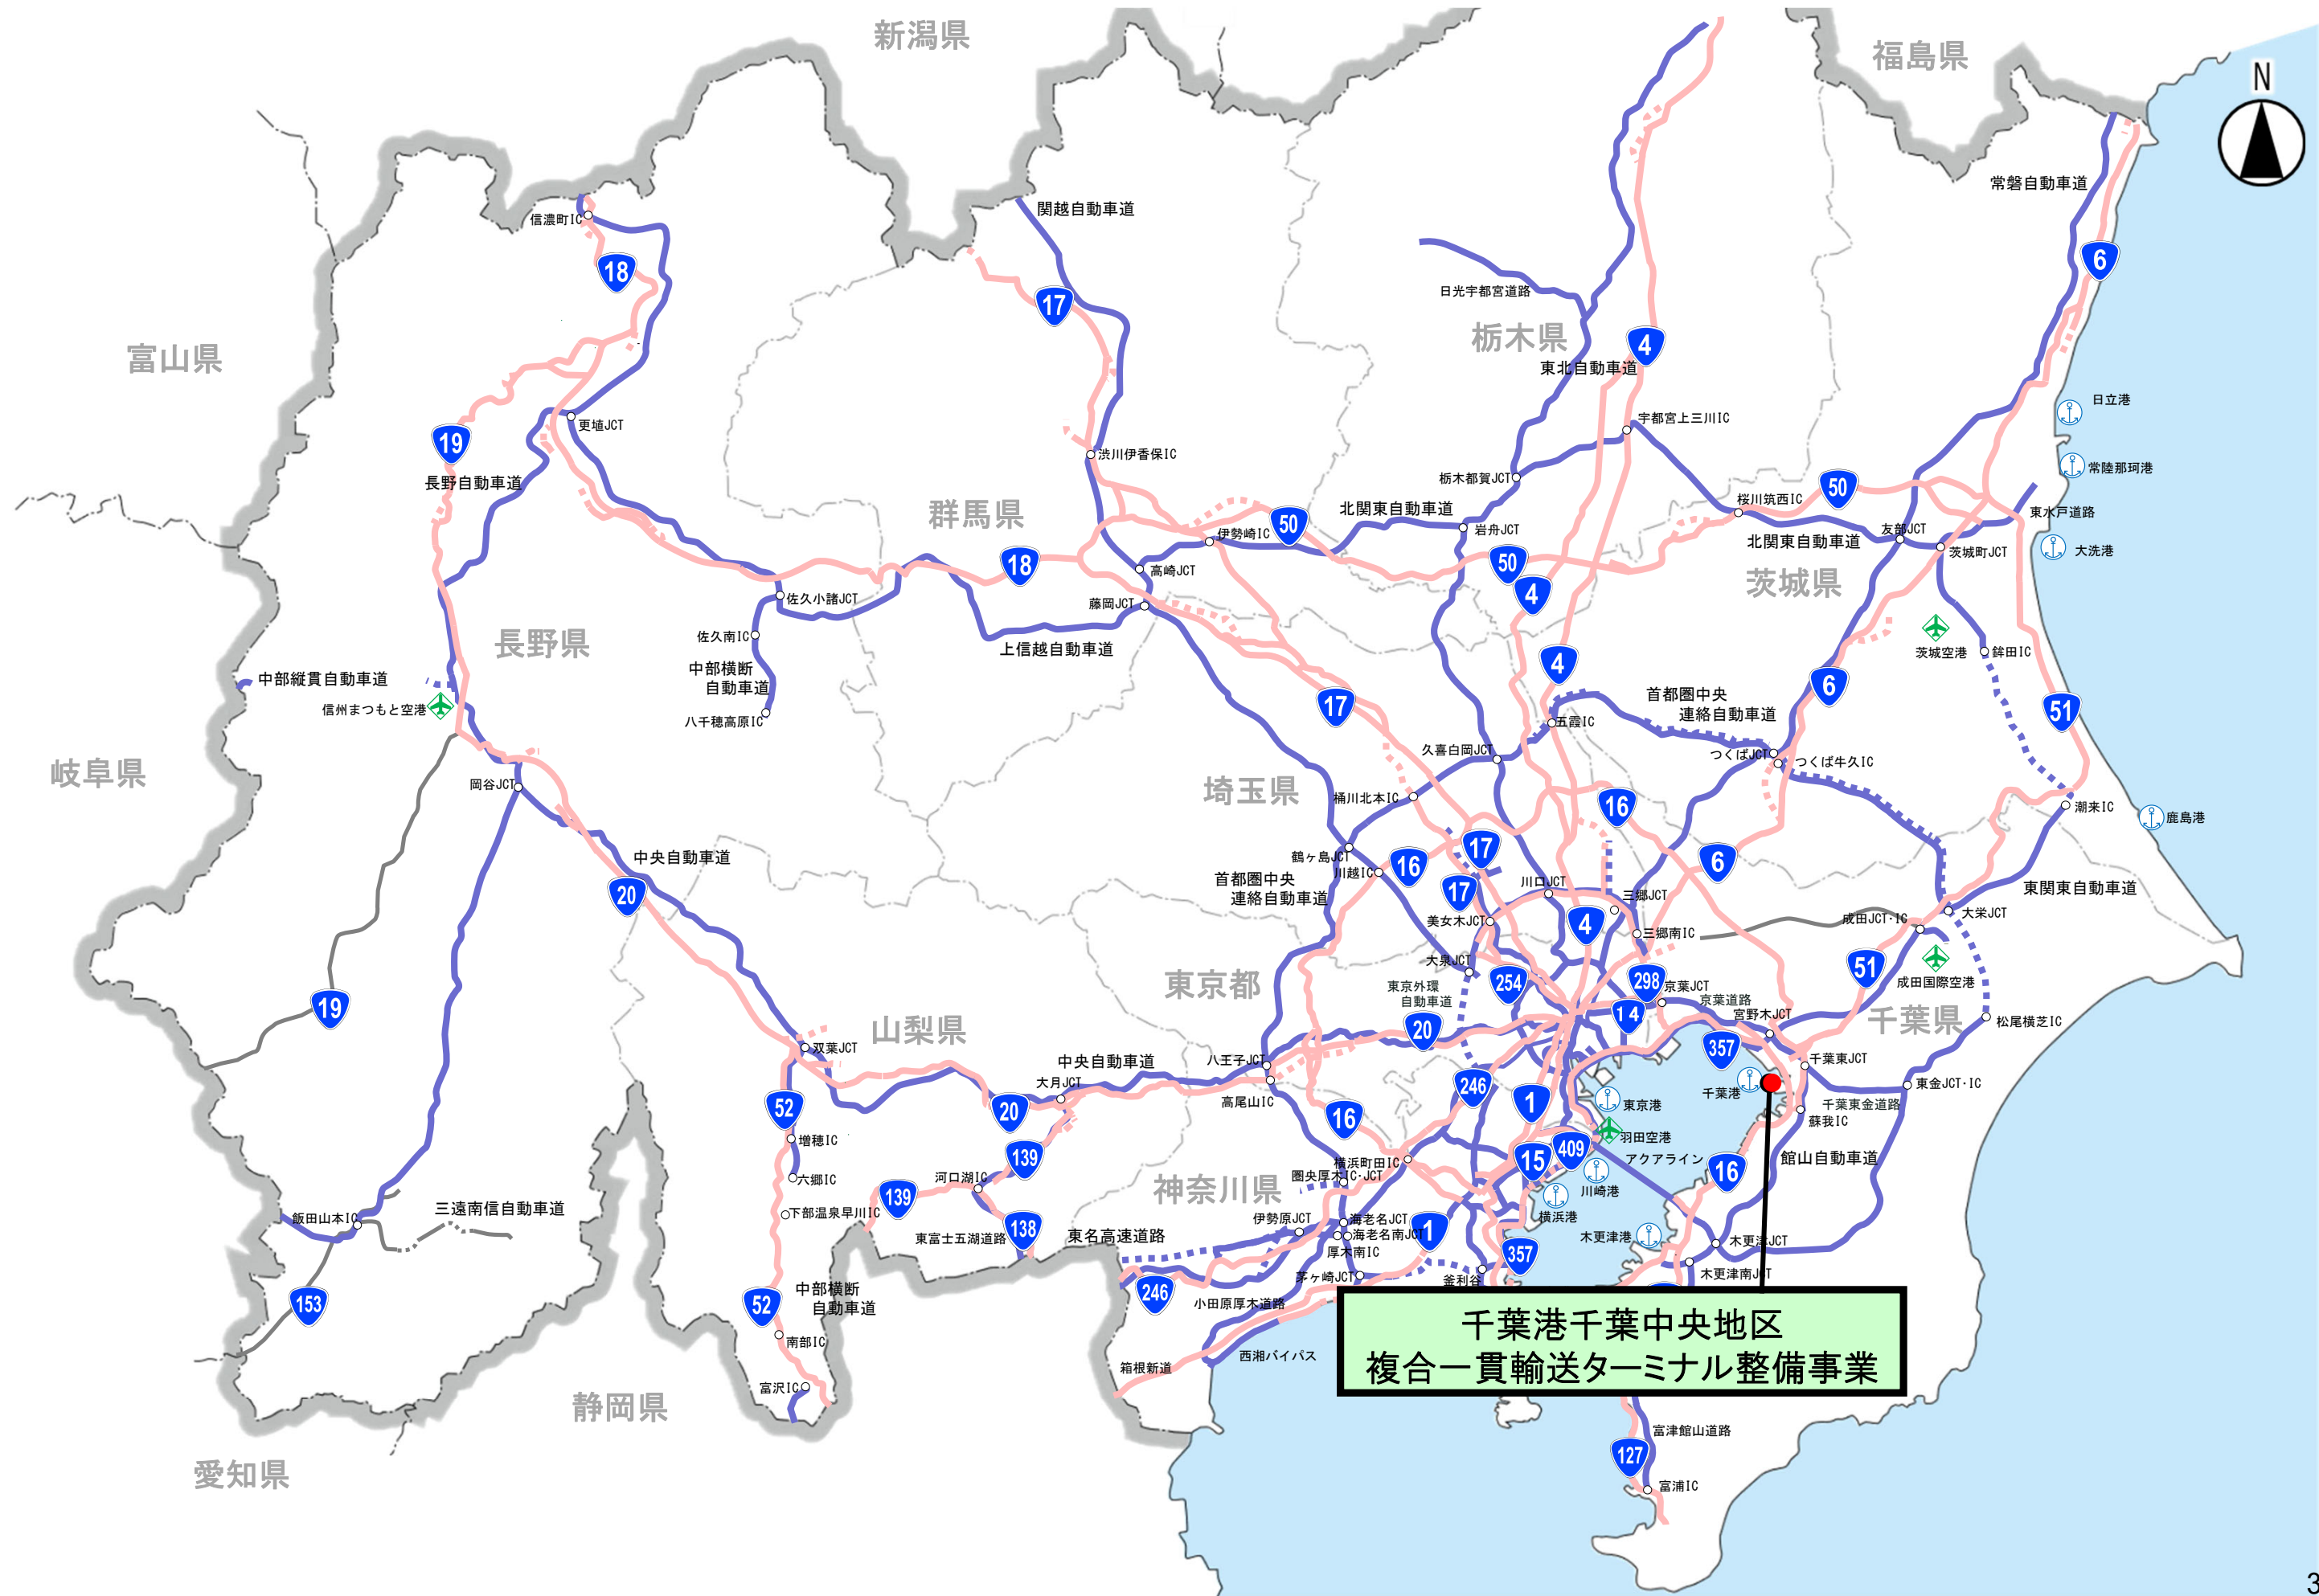 新潟県
福島県
N
常磐自動車道
信濃町IC
関越自動車道
18
6
17
日光宇都宮道路
栃木県
富山県
4
東北自動車道
日立港
更埴JCT
宇都宮上三川IC
19
渋川伊香保IC
常陸那珂港
長野自動車道
栃木都賀JCT
50
桜川筑西IC
群馬県
北関東自動車道
50
岩舟JCT
東水戸道路
伊勢崎IC
友部JCT
北関東自動車道
茨城町JCT
大洗港
18
高崎JCT
50
4
茨城県
佐久小諸JCT
藤岡JCT
佐久南IC
長野県
上信越自動車道
茨城空港
鉾田IC
中部横断
自動車道
中部縦貫自動車道
信州まつもと空港
八千穂高原IC
4
6
17
首都圏中央
連絡自動車道
51
五霞IC
久喜白岡JCT
つくばJCT
つくば牛久IC
岐阜県
岡谷JCT
埼玉県
桶川北本IC
16
潮来IC
鹿島港
中央自動車道
鶴ヶ島JCT
川越IC
16
17
6
首都圏中央
連絡自動車道
17
川口JCT
三郷JCT
東関東自動車道
20
美女木JCT
4
三郷南IC
成田JCT・IC
大栄JCT
大泉JCT
東京都
東京外環
自動車道
254
298
京葉JCT
51
成田国際空港
19
20
14
京葉道路
宮野木JCT
千葉県
松尾横芝IC
山梨県
双葉JCT
357
中央自動車道
八王子JCT
千葉東JCT
大月JCT
246
千葉港
東金JCT・IC
52
20
高尾山IC
1
東京港
千葉東金道路
16
蘇我IC
増穂IC
羽田空港
139
横浜町田IC
15
409
アクアライン
館山自動車道
六郷IC
河口湖IC
圏央厚木IC・JCT
16
神奈川県
川崎港
139
三遠南信自動車道
下部温泉早川IC
横浜港
飯田山本IC
138
伊勢原JCT
海老名JCT
1
東富士五湖道路
東名高速道路
海老名南JCT
木更津港
木更津JCT
厚木南IC
357
木更津南JCT
茅ヶ崎JCT
釜利谷
246
153
52
中部横断
自動車道
小田原厚木道路
千葉港千葉中央地区
複合一貫輸送ターミナル整備事業
南部IC
西湘バイパス
箱根新道
富沢IC
静岡県
富津館山道路
127
愛知県
富浦IC
3